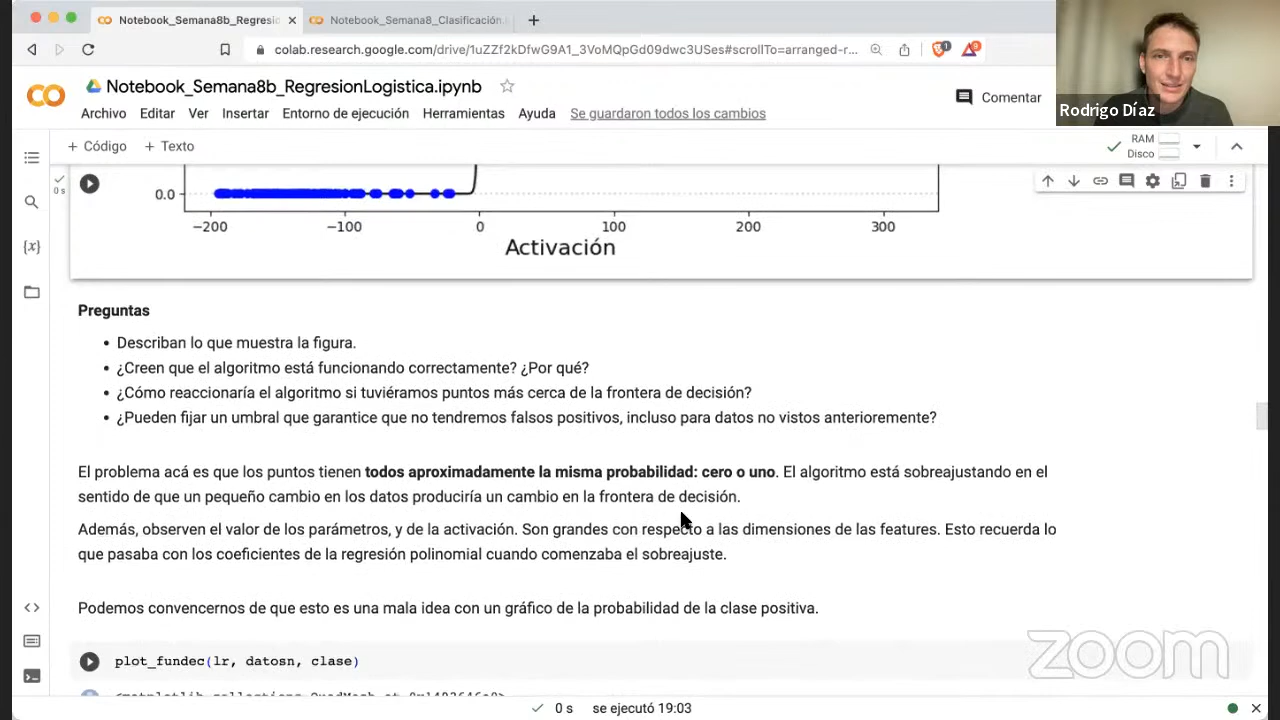 Notebook_Semana8b_Regresio
Notebook_Semana8_Clasificación.
colab.research.google.com/drive/1uZZf2kDfwG9A1_3VoMQpGd09dwc3USes#scrollTo=arranged-r...
1
9
Rodrigo Díaz
Notebook_Semana8b_RegresionLogistica.ipynb
Comentar
Archivo Editar Ver Insertar Entorno de ejecución Herramientas Ayuda Se guardaron todos los cambios
+ Código + Texto
RAM
Disco
0 s
0.0
−200 −100 0 100 200 300
Activación
{x}
Preguntas
• Describan lo que muestra la figura.
• ¿Creen que el algoritmo está funcionando correctamente? ¿Por qué?
• ¿Cómo reaccionaría el algoritmo si tuviéramos puntos más cerca de la frontera de decisión?
• ¿Pueden fijar un umbral que garantice que no tendremos falsos positivos, incluso para datos no vistos anteriormente?
El problema acá es que los puntos tienen todos aproximadamente la misma probabilidad: cero o uno. El algoritmo está sobreajustando en el
sentido de que un pequeño cambio en los datos produciría un cambio en la frontera de decisión.
Además, observen el valor de los parámetros, y de la activación. Son grandes con respecto a las dimensiones de las features. Esto recuerda lo
que pasaba con los coeficientes de la regresión polinomial cuando comenzaba el sobreajuste.
Podemos convencernos de que esto es una mala idea con un gráfico de la probabilidad de la clase positiva.
plot_fundec(lr, datosn, clase)
zoom
0 s se ejecutó 19:03